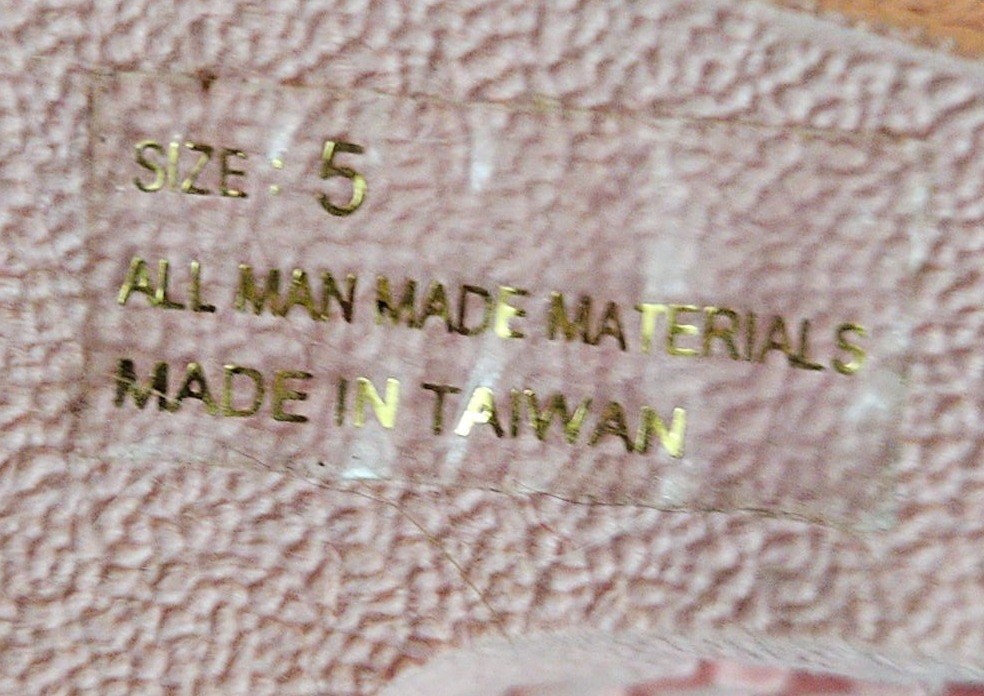 SIZE : 5
ALL MAN MADE MATERIALS
MADE IN TAIWAN